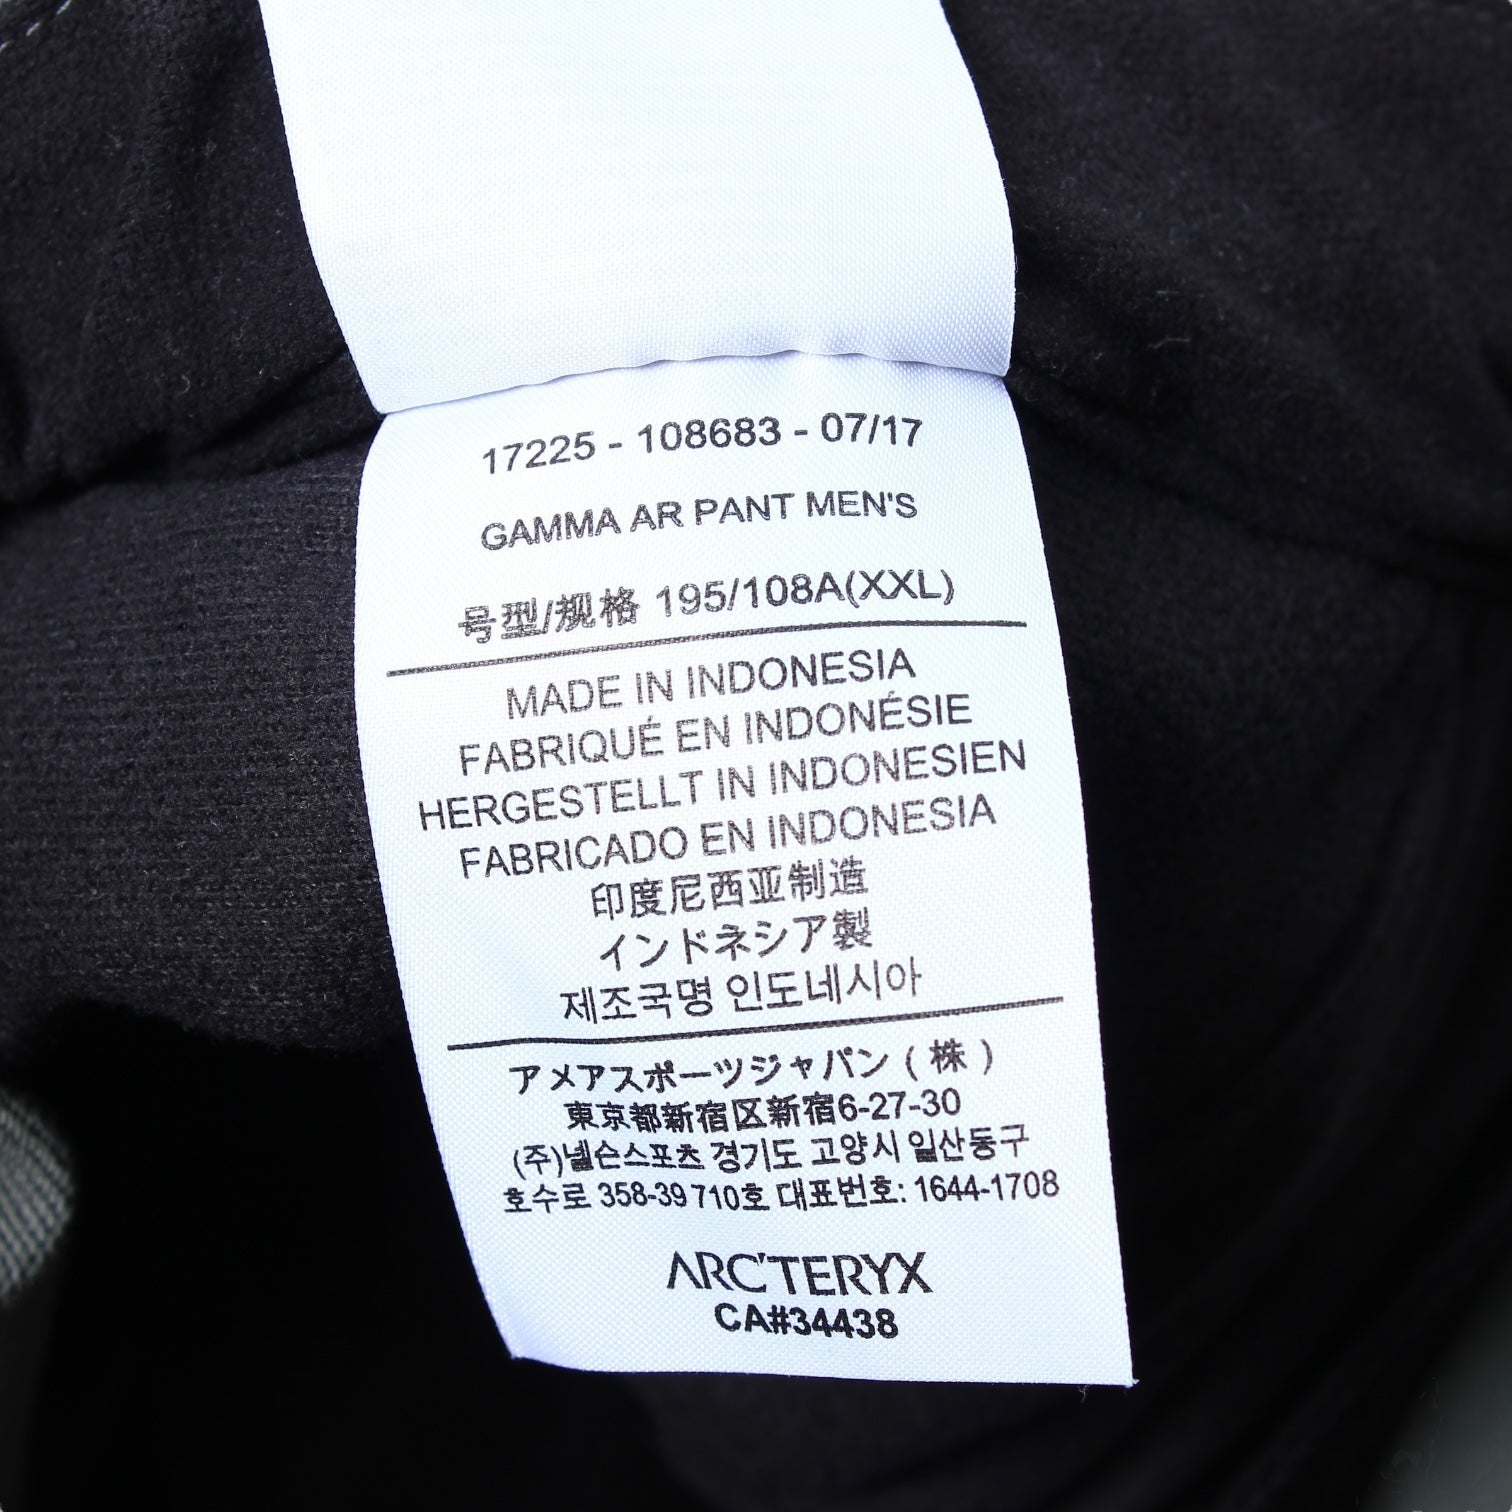 17225 - 108683 - 07/17
GAMMA AR PANT MEN'S
号型/规格 195/108A(XXL)
MADE IN INDONESIA
FABRIQUÉ EN INDONÉSIE
HERGESTELLT IN INDONESIEN
FABRICADO EN INDONESIA
印度尼西亚制造
インドネシア製
제조국명 인도네시아
アメアスポーツジャパン ( 株 )
東京都新宿区新宿6-27-30
(주)넬슨스포츠 경기도 고양시 일산동구
호수로 358-39 710호 대표번호: 1644-1708
ARC'TERYX
CA#34438